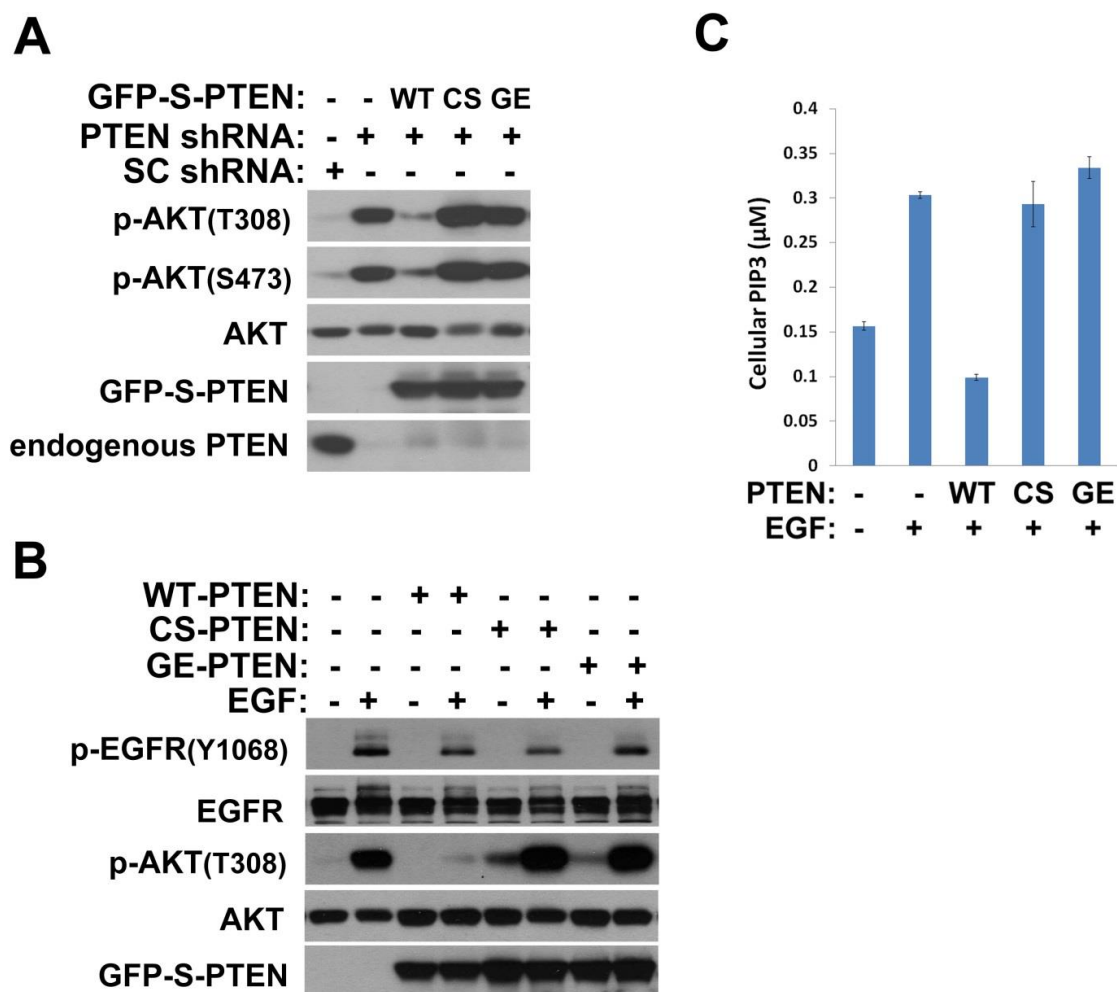 A
GFP-S-PTEN: - - WT CS GE
PTEN shRNA: - + + + +
SC shRNA: + - - - -
p-AKT(T308)
p-AKT(S473)
AKT
GFP-S-PTEN
endogenous PTEN
B
WT-PTEN: - - + + - - - -
CS-PTEN: - - - - + + - -
GE-PTEN: - - - - - - + +
EGF: - + - + - + - +
p-EGFR(Y1068)
EGFR
p-AKT(T308)
AKT
GFP-S-PTEN
C
Cellular PIP3 (µM)
0.4
0.35
0.3
0.25
0.2
0.15
0.1
0.05
0
PTEN: - - WT CS GE
EGF: - + + + +